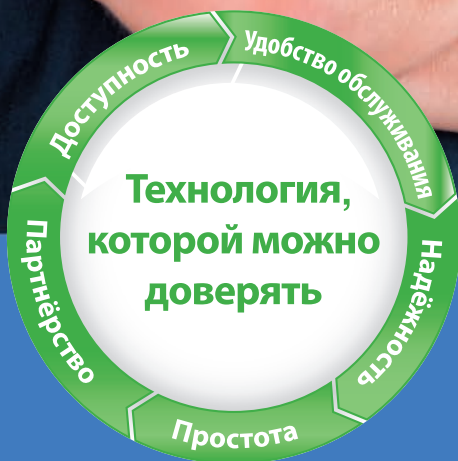 Доступность
Удобство обслуживания
Надёжность
Простота
Партнёрство
Технология,
которой можно
доверять